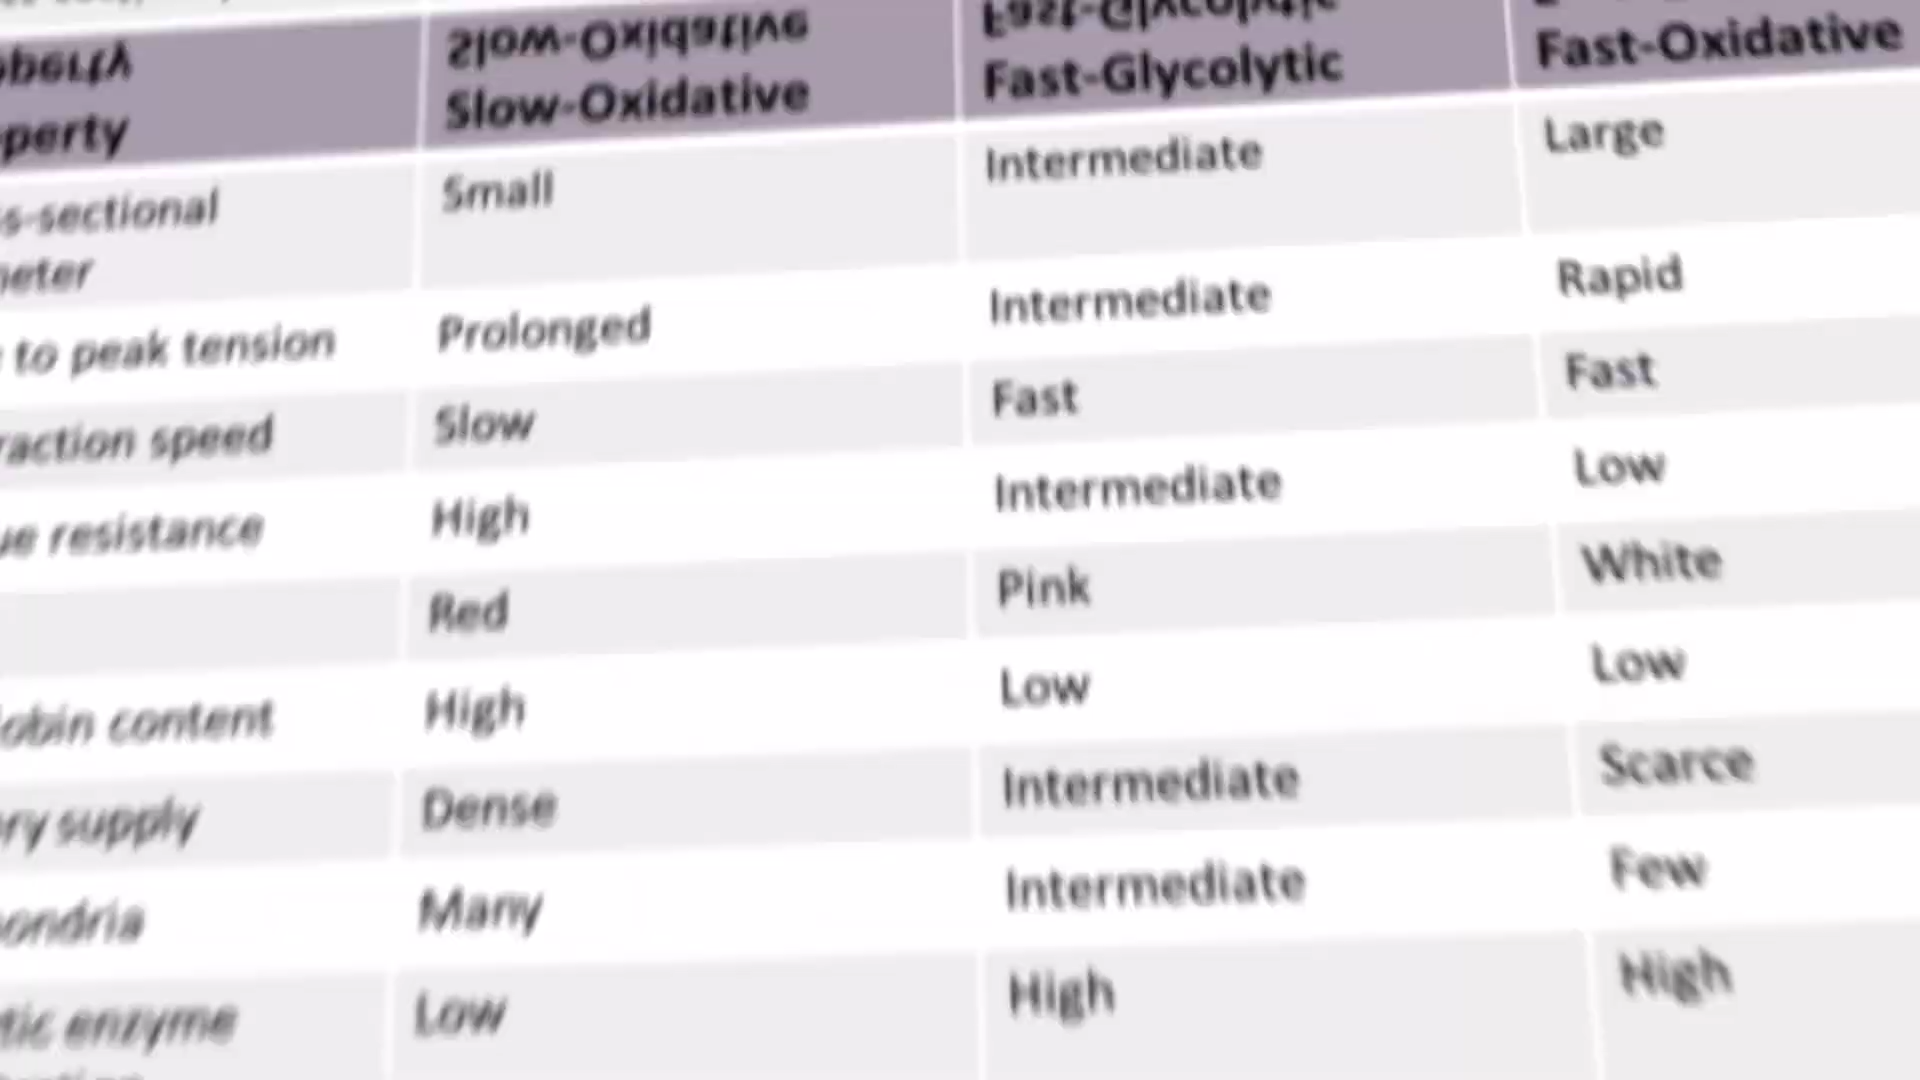 perty Slow-Oxidative Fast-Glycolytic Fast-Oxidative
s-sectional Small Intermediate Large
eter
to peak tension Prolonged Intermediate Rapid
raction speed Slow Fast Fast
ue resistance High Intermediate Low
Red Pink White
obin content High Low Low
ry supply Dense Intermediate Scarce
ondria Many Intermediate Few
tic enzyme Low High High